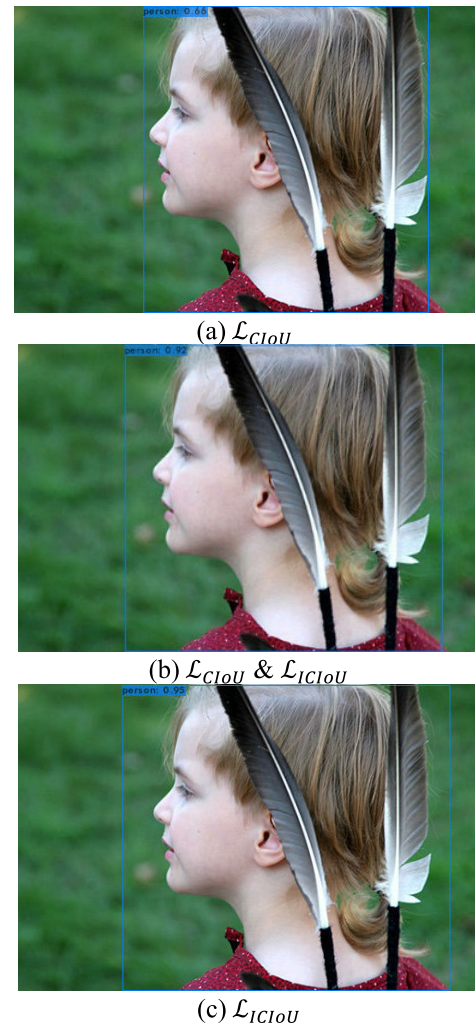 person: 0.66
(a) ℒCIoU
person: 0.92
(b) ℒCIoU & ℒICIoU
person: 0.95
(c) ℒICIoU